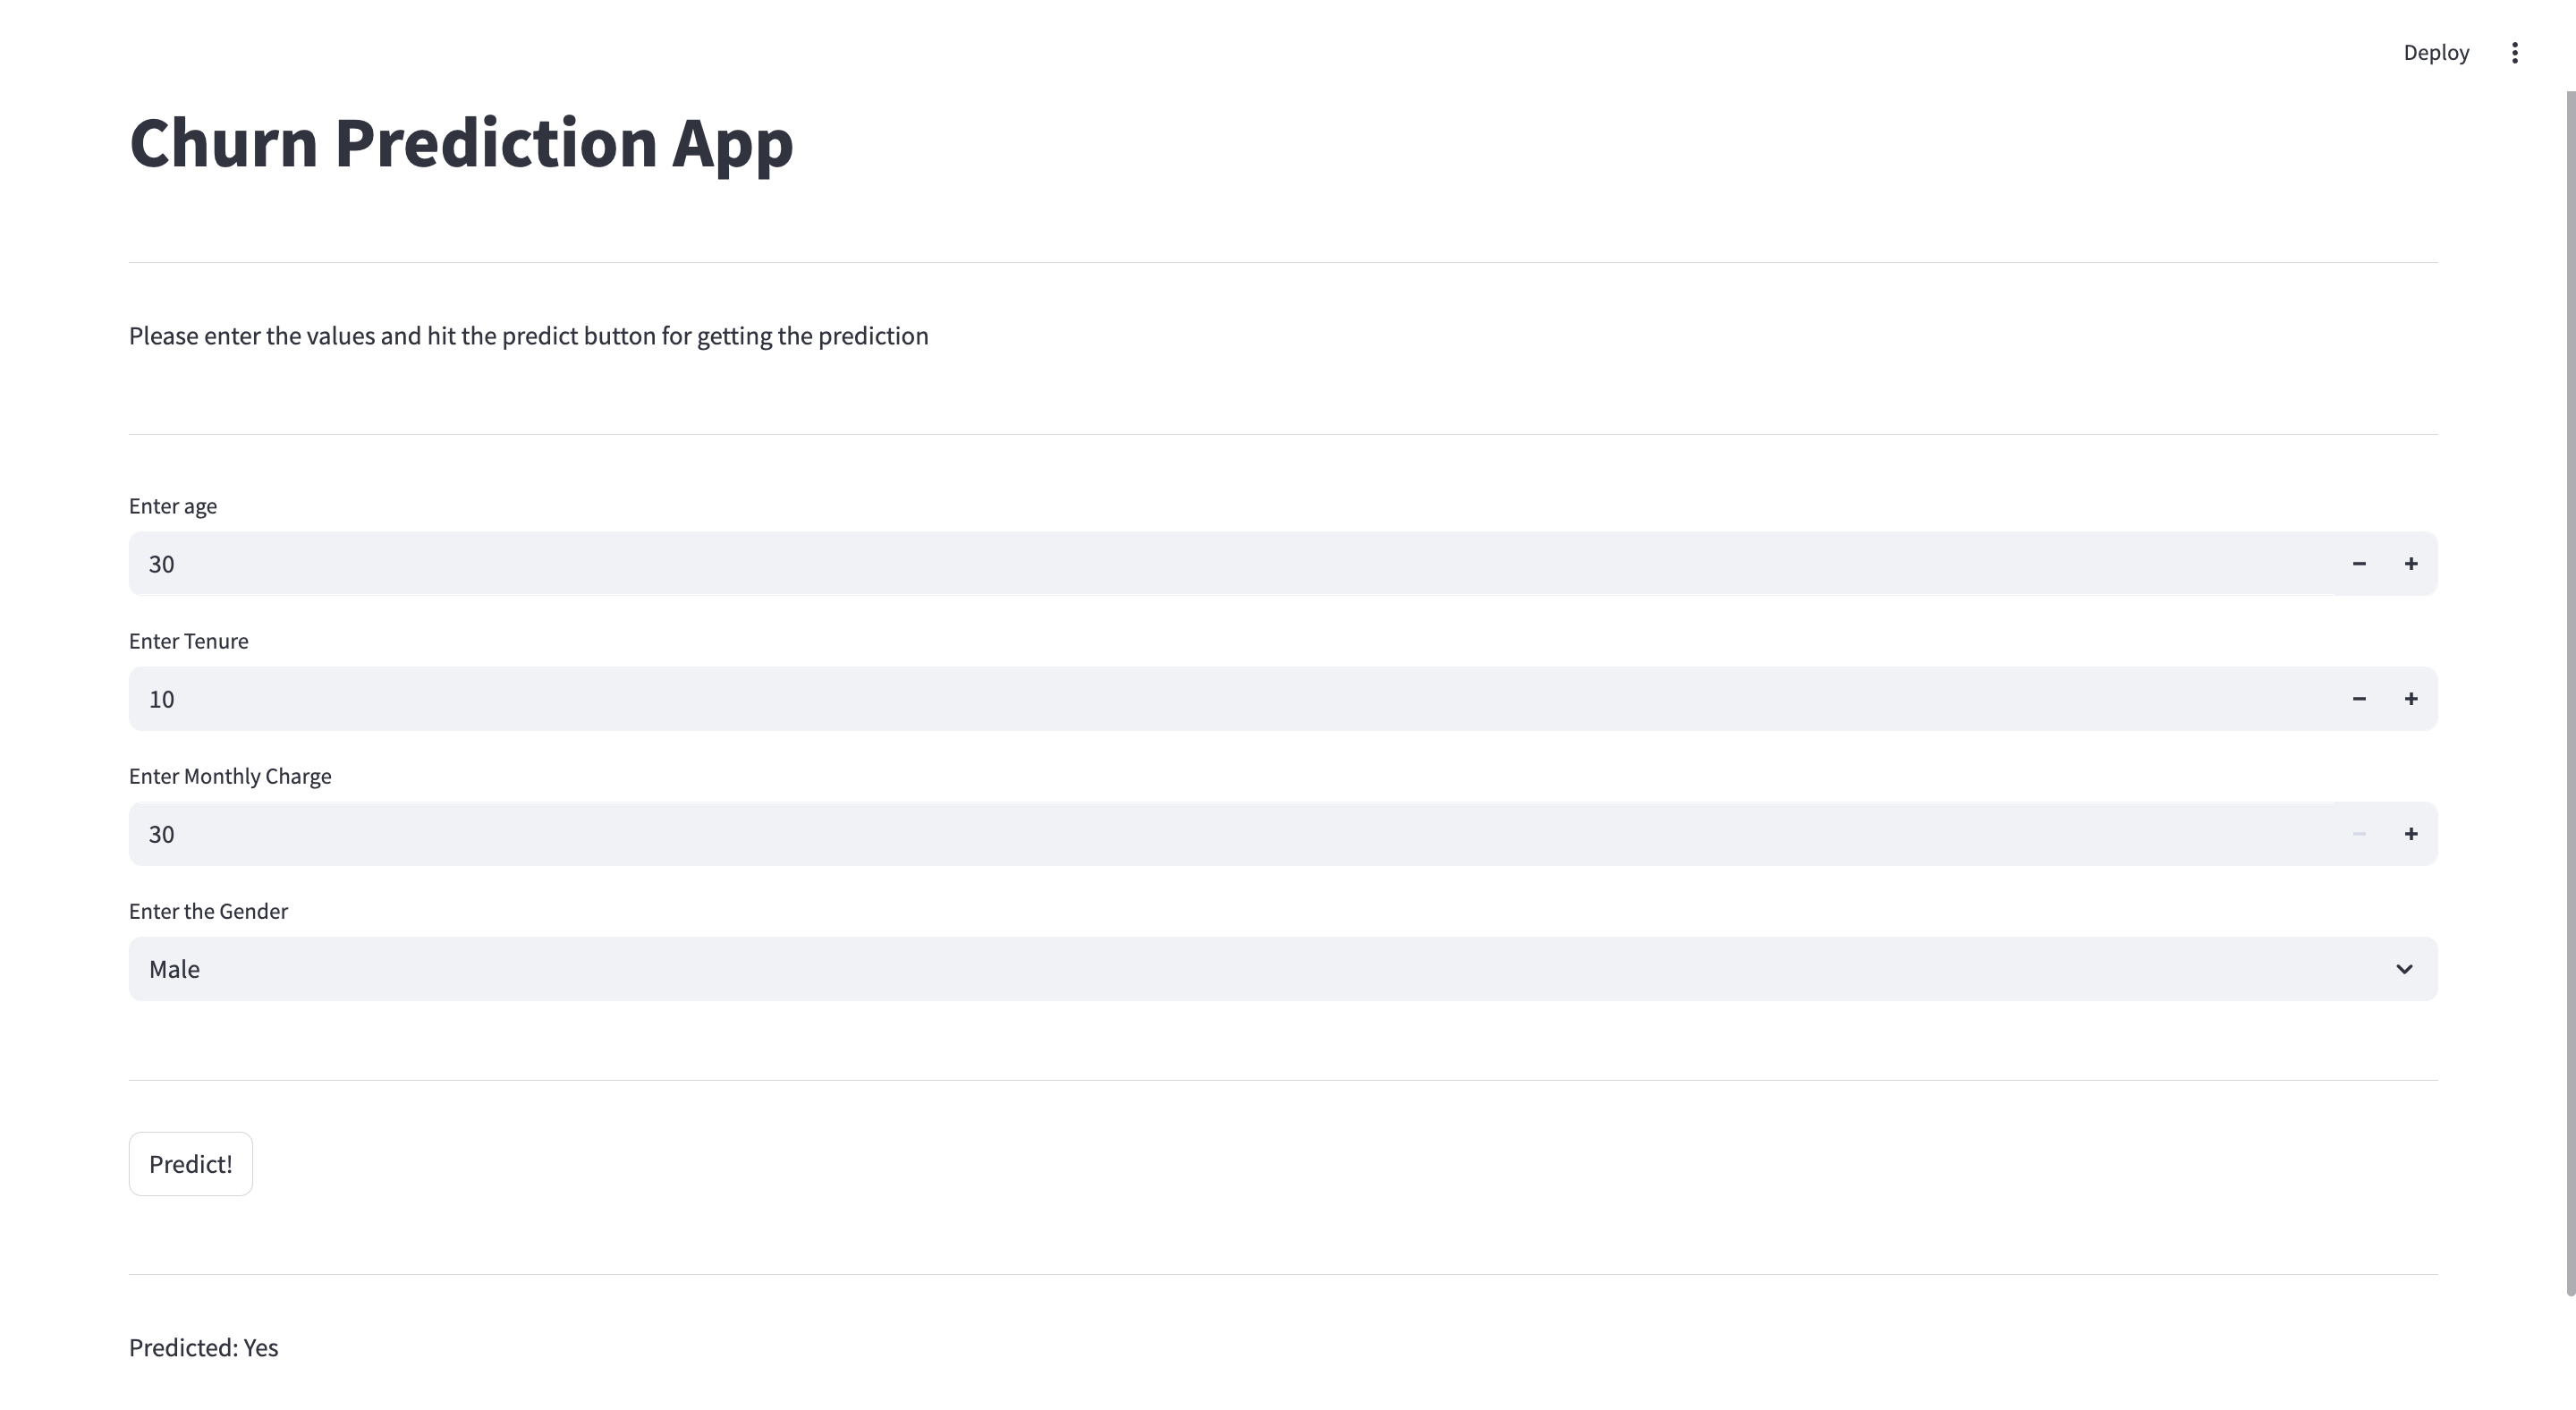 Deploy
Churn Prediction App
Please enter the values and hit the predict button for getting the prediction
Enter age
30
Enter Tenure
10
Enter Monthly Charge
30
Enter the Gender
Male
Predict!
Predicted: Yes